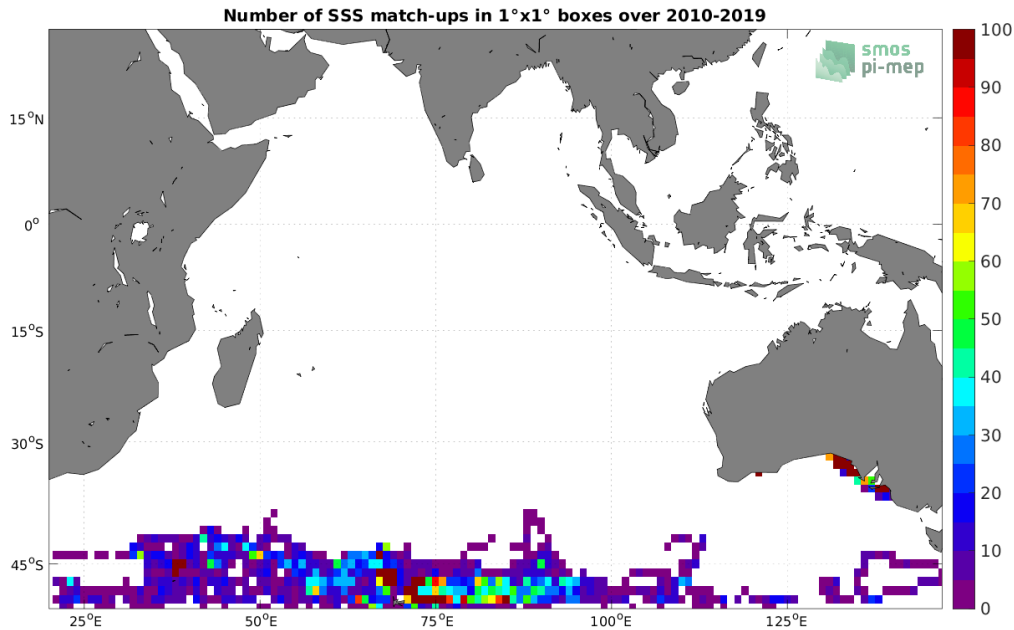 Number of SSS match-ups in 1°x1° boxes over 2010-2019
smos
pi-mep
100
90
80
70
60
50
40
30
20
10
0
15°N
0°
15°S
30°S
45°S
25°E
50°E
75°E
100°E
125°E